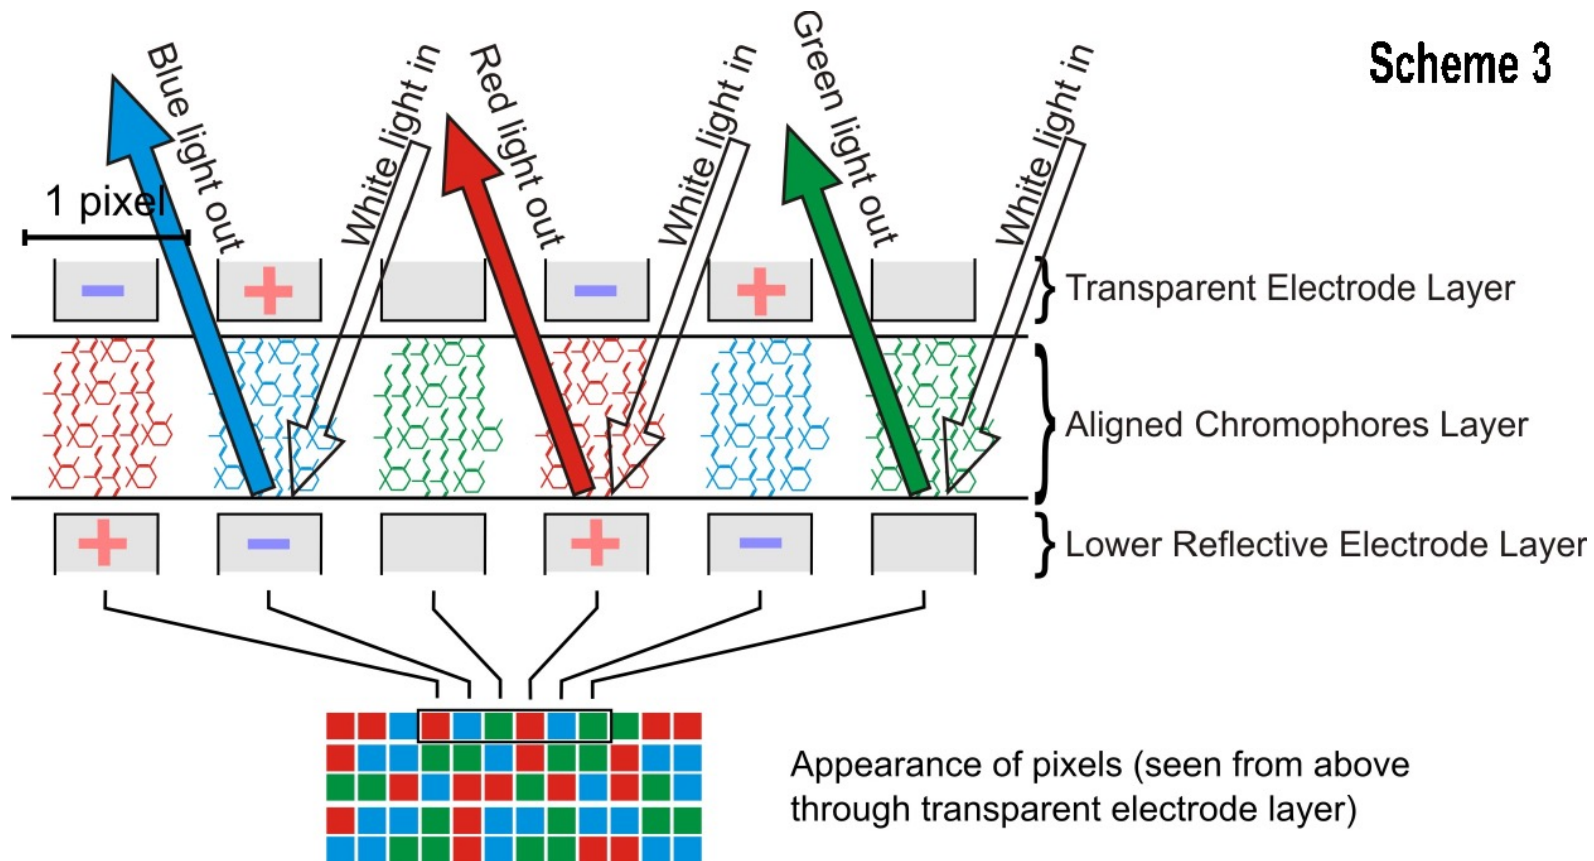 Scheme 3
Blue light out
White light in
Red light out
White light in
Green light out
White light in
1 pixel
− + − +
Transparent Electrode Layer
Aligned Chromophores Layer
+ − + −
Lower Reflective Electrode Layer
Appearance of pixels (seen from above
through transparent electrode layer)